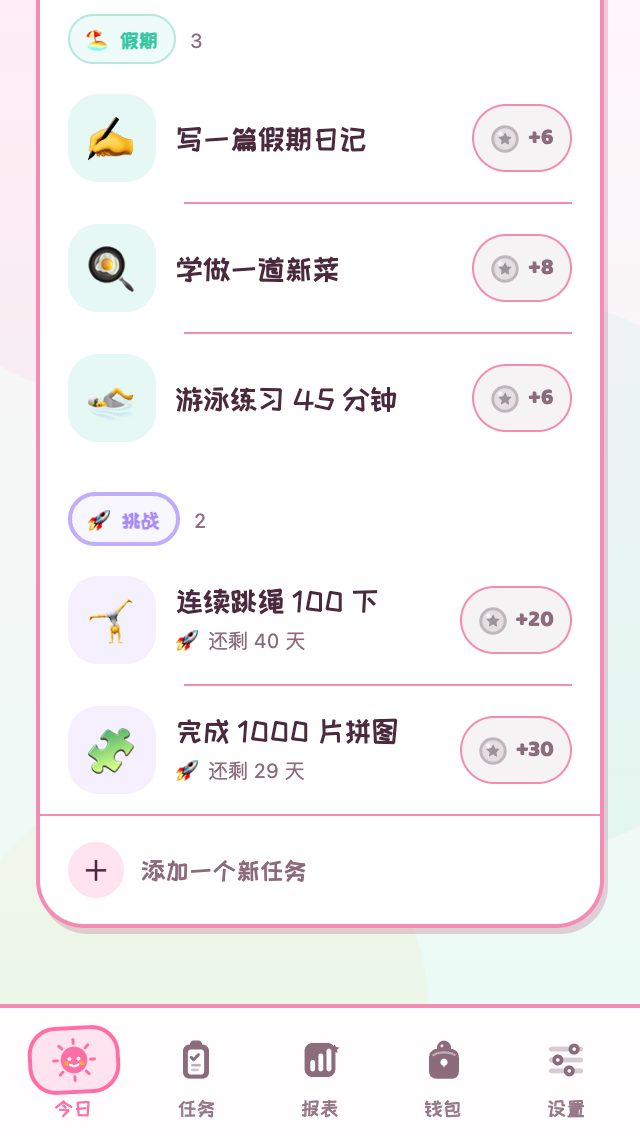 假期 3
写一篇假期日记 +6
学做一道新菜 +8
游泳练习 45 分钟 +6
挑战 2
连续跳绳 100 下 +20
还剩 40 天
完成 1000 片拼图 +30
还剩 29 天
添加一个新任务
今日 任务 报表 钱包 设置